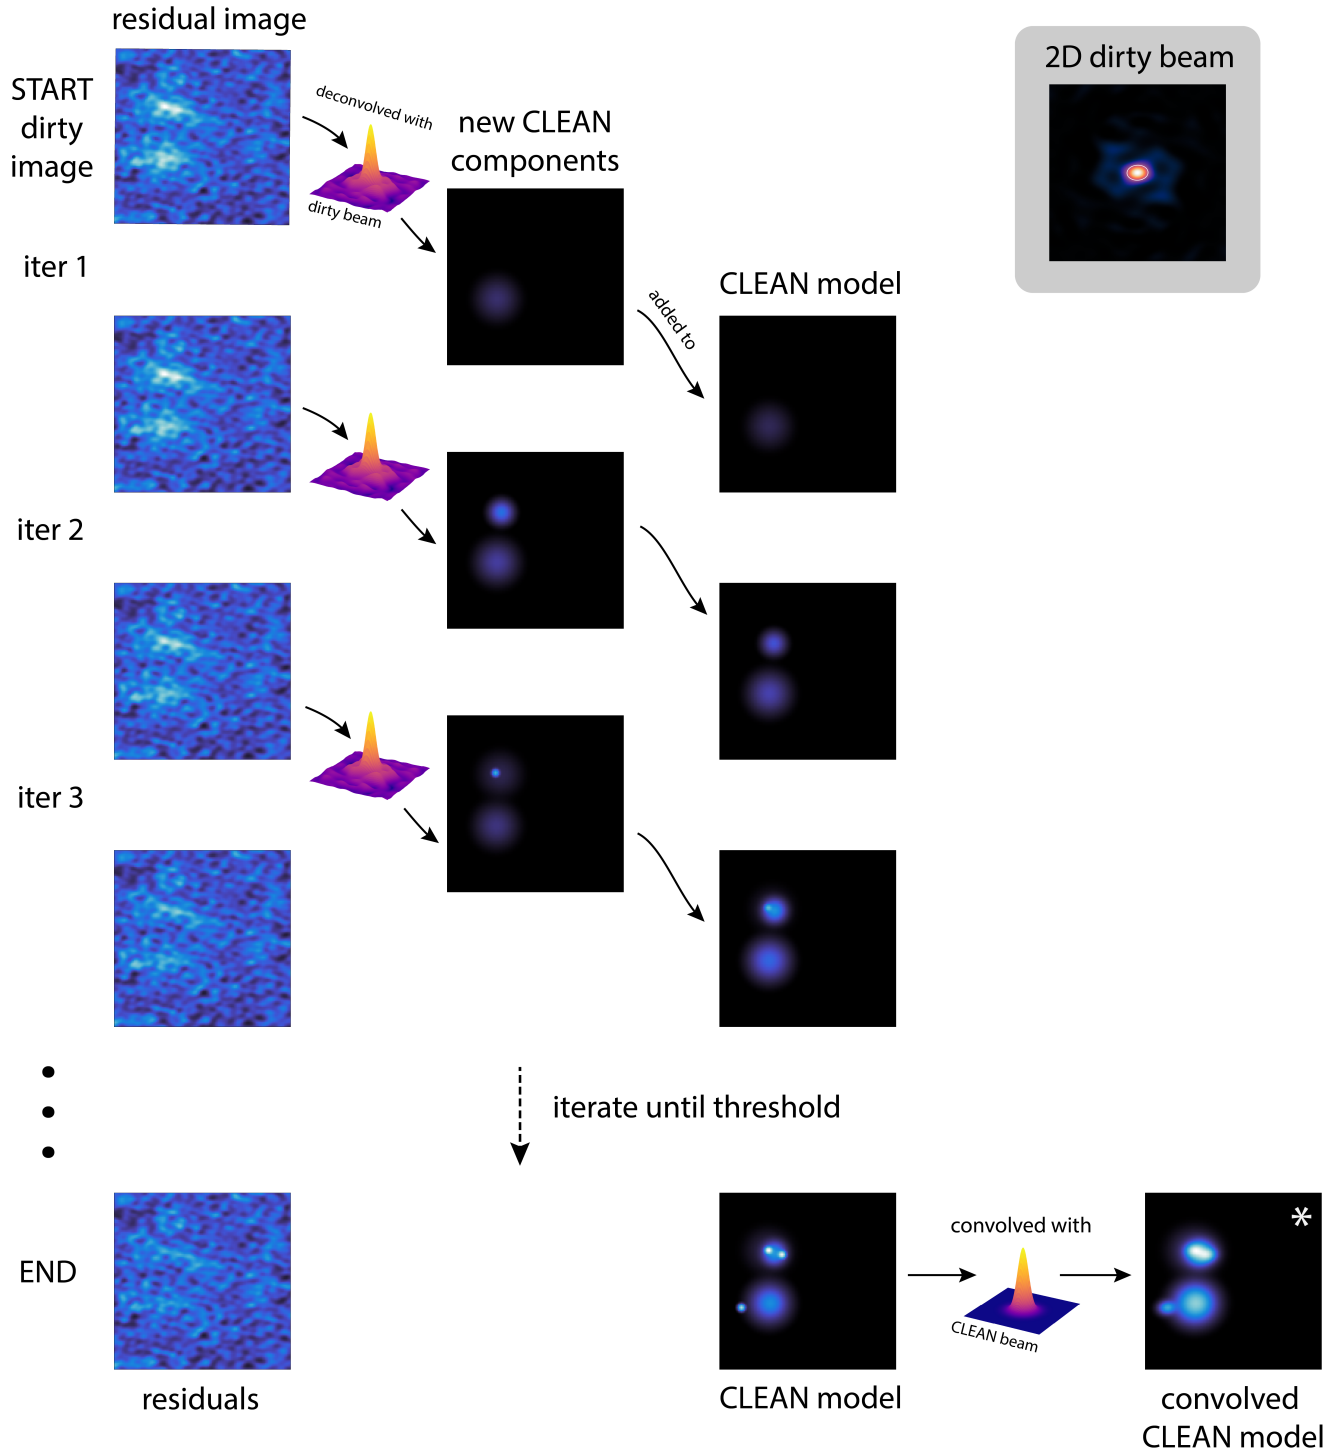 residual image
START
dirty
image
deconvolved with
dirty beam
new CLEAN
components
2D dirty beam
iter 1
added to
CLEAN model
iter 2
iter 3
iterate until threshold
END
residuals
CLEAN model
convolved with
CLEAN beam
*
convolved
CLEAN model